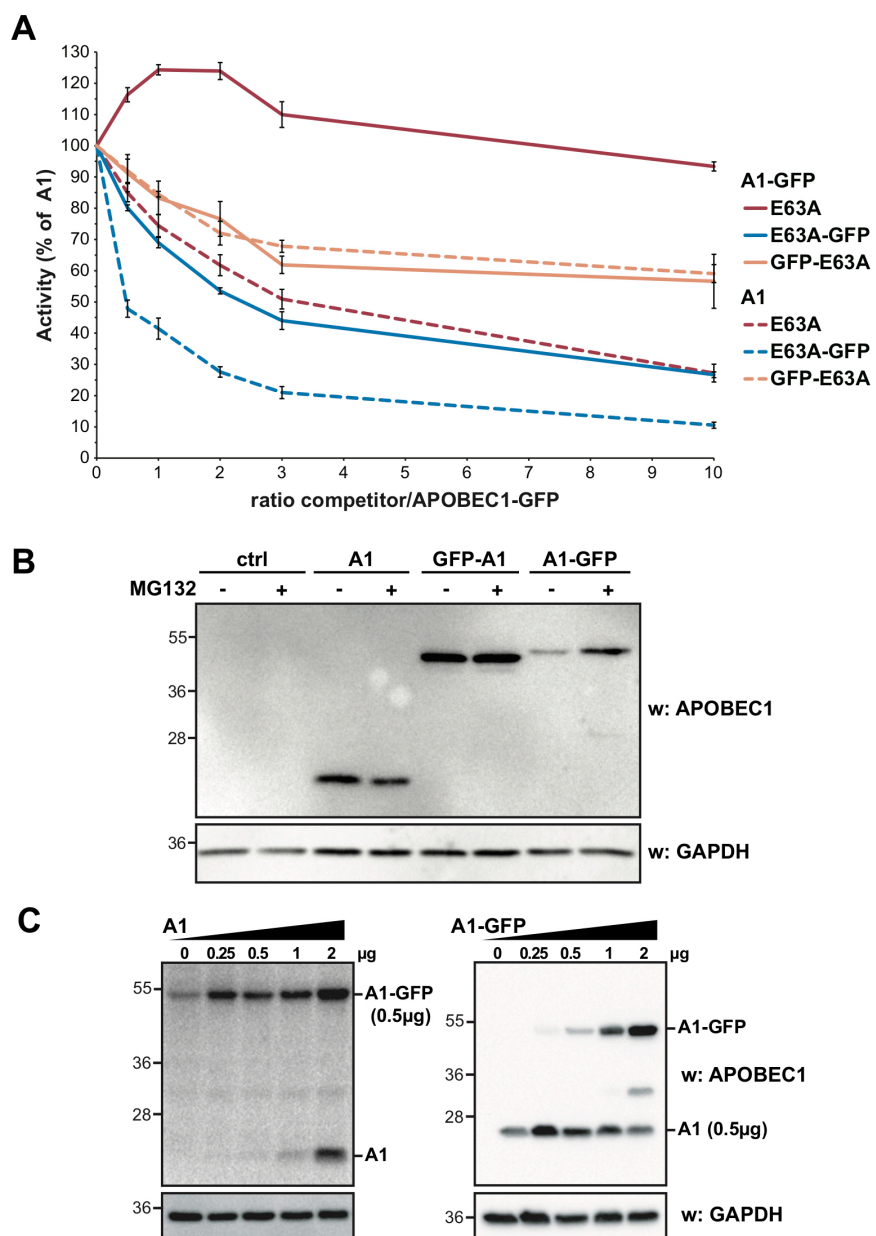 A
130
120
110
100
90
80
70
60
50
40
30
20
10
0
Activity (% of A1)
0 1 2 3 4 5 6 7 8 9 10
ratio competitor/APOBEC1-GFP
A1-GFP
E63A
E63A-GFP
GFP-E63A
A1
E63A
E63A-GFP
GFP-E63A
B
ctrl A1 GFP-A1 A1-GFP
MG132 - + - + - + - +
55
36
28
w: APOBEC1
36
w: GAPDH
C
A1
0 0.25 0.5 1 2 µg
55
A1-GFP
(0.5µg)
36
28
A1
36
A1-GFP
0 0.25 0.5 1 2 µg
55
A1-GFP
36
w: APOBEC1
28
A1 (0.5µg)
36
w: GAPDH